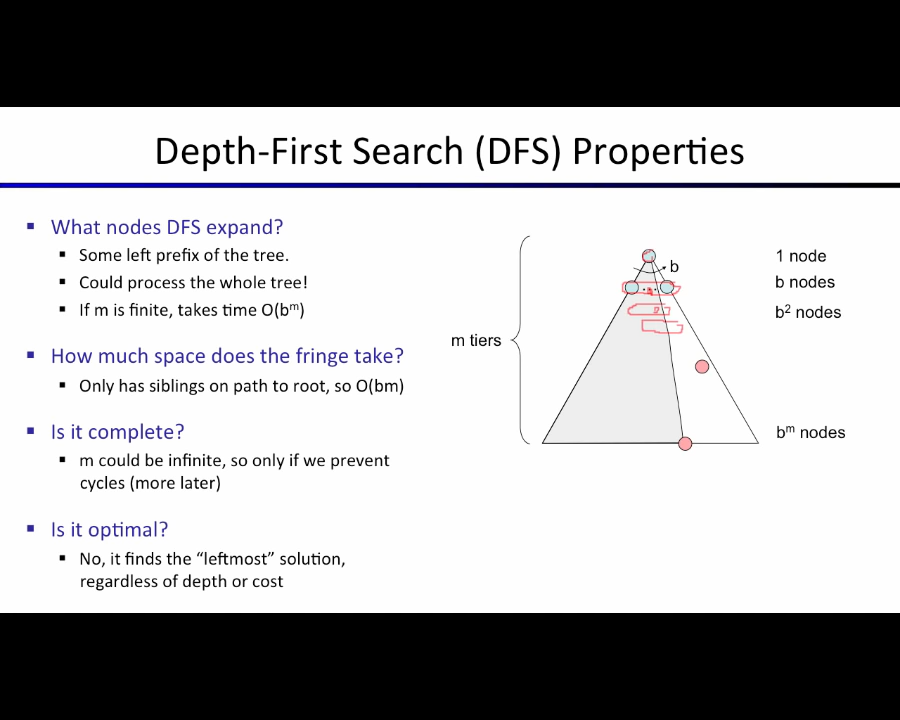 Depth-First Search (DFS) Properties
▪ What nodes DFS expand?
▪ Some left prefix of the tree.
▪ Could process the whole tree!
▪ If m is finite, takes time O(bᵐ)
▪ How much space does the fringe take?
▪ Only has siblings on path to root, so O(bm)
▪ Is it complete?
▪ m could be infinite, so only if we prevent
cycles (more later)
▪ Is it optimal?
▪ No, it finds the “leftmost” solution,
regardless of depth or cost
m tiers
b
…
1 node
b nodes
b² nodes
bᵐ nodes